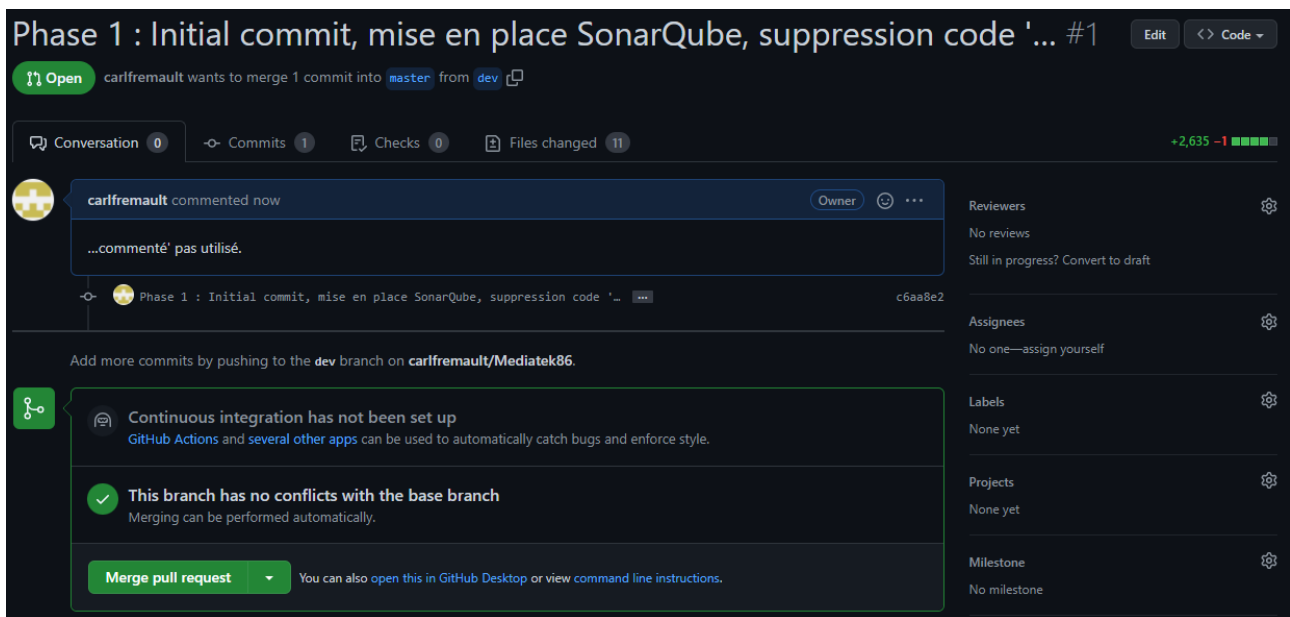 Phase 1 : Initial commit, mise en place SonarQube, suppression code '... #1
Edit
<> Code
Open
carlfremault wants to merge 1 commit into master from dev
Conversation 0
Commits 1
Checks 0
Files changed 11
+2,635 −1
carlfremault commented now
Owner
...
...commenté' pas utilisé.
Phase 1 : Initial commit, mise en place SonarQube, suppression code '… ...
c6aa8e2
Add more commits by pushing to the dev branch on carlfremault/Mediatek86.
Continuous integration has not been set up
GitHub Actions and several other apps can be used to automatically catch bugs and enforce style.
This branch has no conflicts with the base branch
Merging can be performed automatically.
Merge pull request
You can also open this in GitHub Desktop or view command line instructions.
Reviewers
No reviews
Still in progress? Convert to draft
Assignees
No one—assign yourself
Labels
None yet
Projects
None yet
Milestone
No milestone